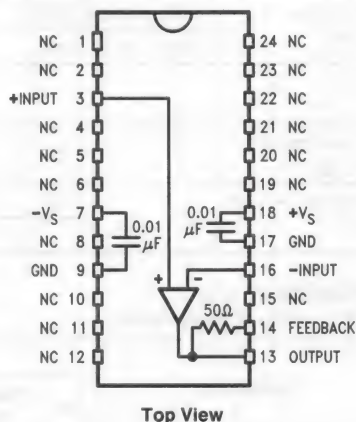 NC 1
NC 2
+INPUT 3
NC 4
NC 5
NC 6
-VS 7
NC 8
GND 9
NC 10
NC 11
NC 12
24 NC
23 NC
22 NC
21 NC
20 NC
19 NC
18 +VS
17 GND
16 -INPUT
15 NC
14 FEEDBACK
13 OUTPUT
0.01
μF
0.01
μF
+ -
50Ω
Top View